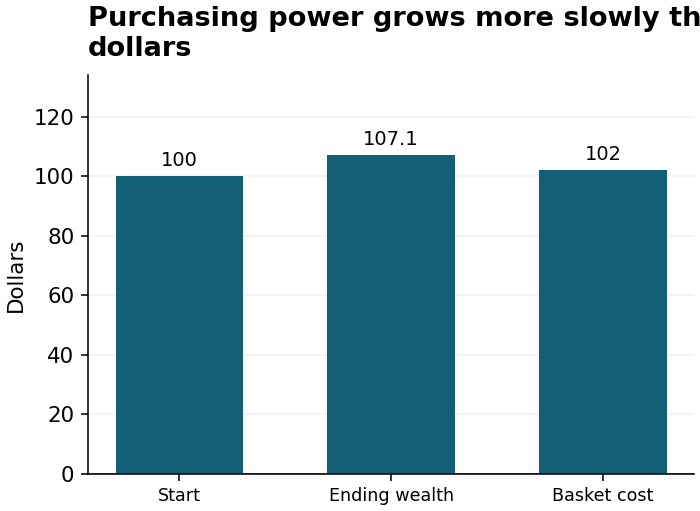 Purchasing power grows more slowly th
dollars
120
100
80
60
40
20
0
Dollars
100
107.1
102
Start
Ending wealth
Basket cost